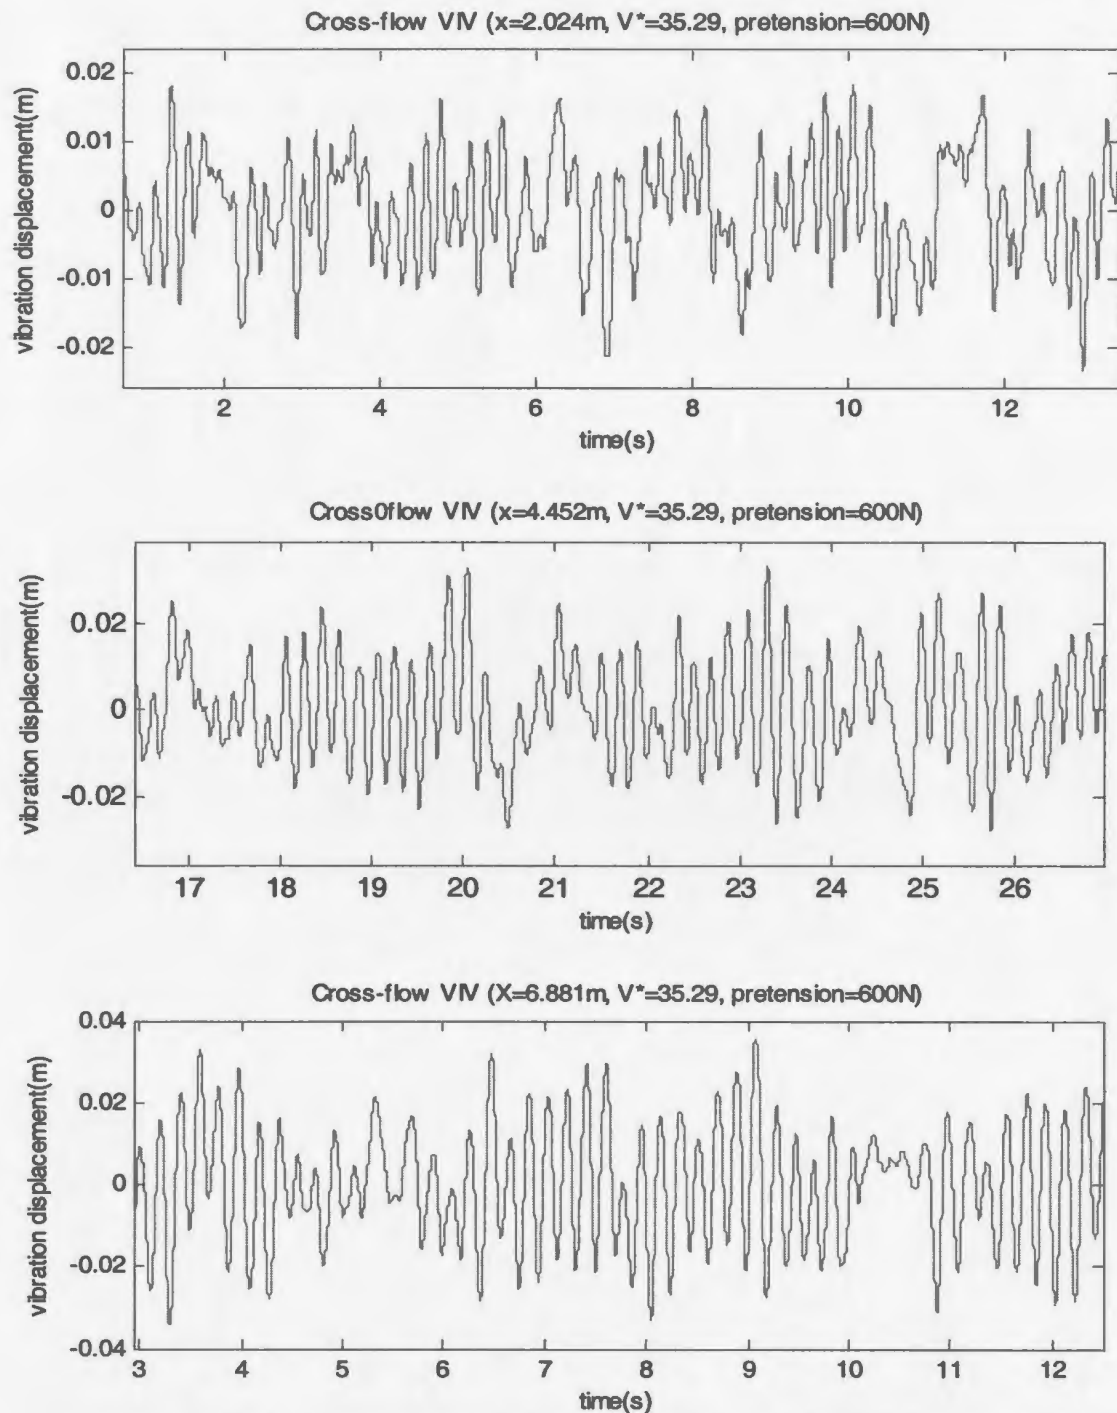 Cross-flow VIV (x=2.024m, V*=35.29, pretension=600N)
vibration displacement(m)
0.02
0.01
0
-0.01
-0.02
2 4 6 8 10 12
time(s)
Cross0flow VIV (x=4.452m, V*=35.29, pretension=600N)
vibration displacement(m)
0.02
0
-0.02
17 18 19 20 21 22 23 24 25 26
time(s)
Cross-flow VIV (X=6.881m, V*=35.29, pretension=600N)
vibration displacement(m)
0.04
0.02
0
-0.02
-0.04
3 4 5 6 7 8 9 10 11 12
time(s)